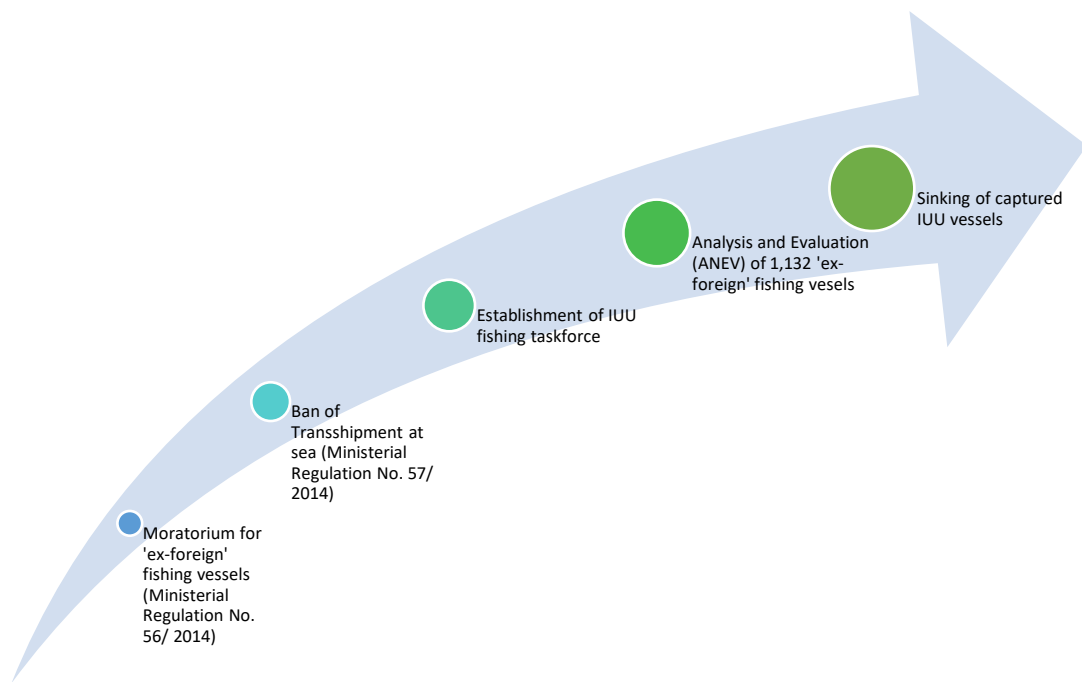 Moratorium for
'ex-foreign'
fishing vessels
(Ministerial
Regulation No.
56/ 2014)
Ban of
Transshipment at
sea (Ministerial
Regulation No. 57/
2014)
Establishment of IUU
fishing taskforce
Analysis and Evaluation
(ANEV) of 1,132 'ex-
foreign' fishing vesels
Sinking of captured
IUU vessels